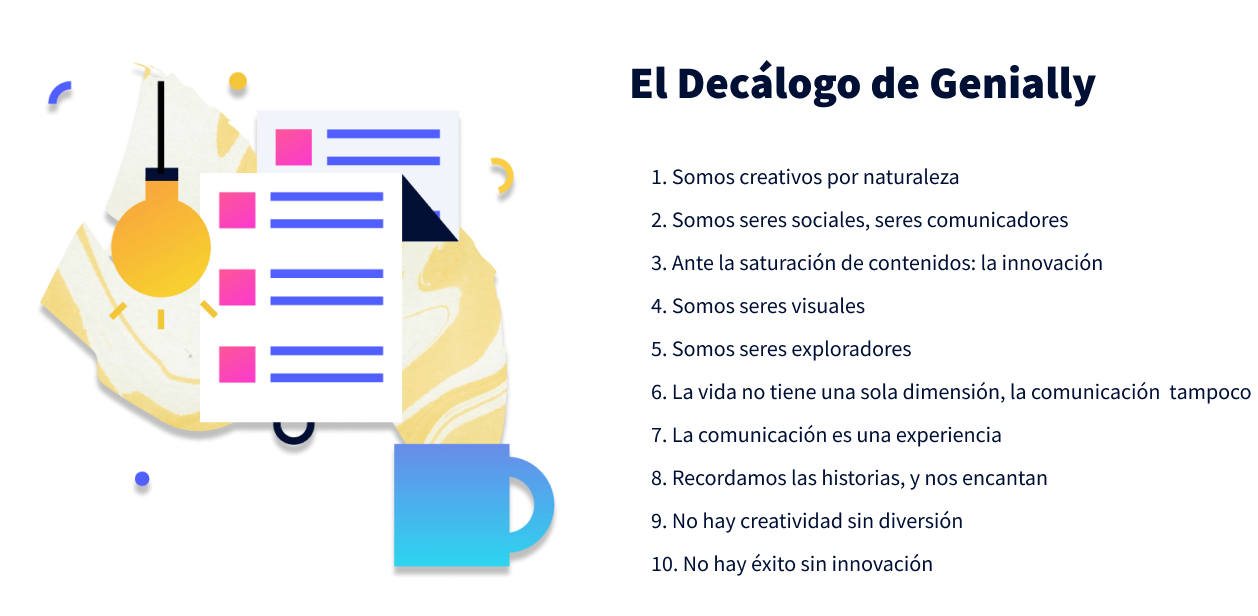 El Decálogo de Genially
1. Somos creativos por naturaleza
2. Somos seres sociales, seres comunicadores
3. Ante la saturación de contenidos: la innovación
4. Somos seres visuales
5. Somos seres exploradores
6. La vida no tiene una sola dimensión, la comunicación  tampoco
7. La comunicación es una experiencia
8. Recordamos las historias, y nos encantan
9. No hay creatividad sin diversión
10. No hay éxito sin innovación